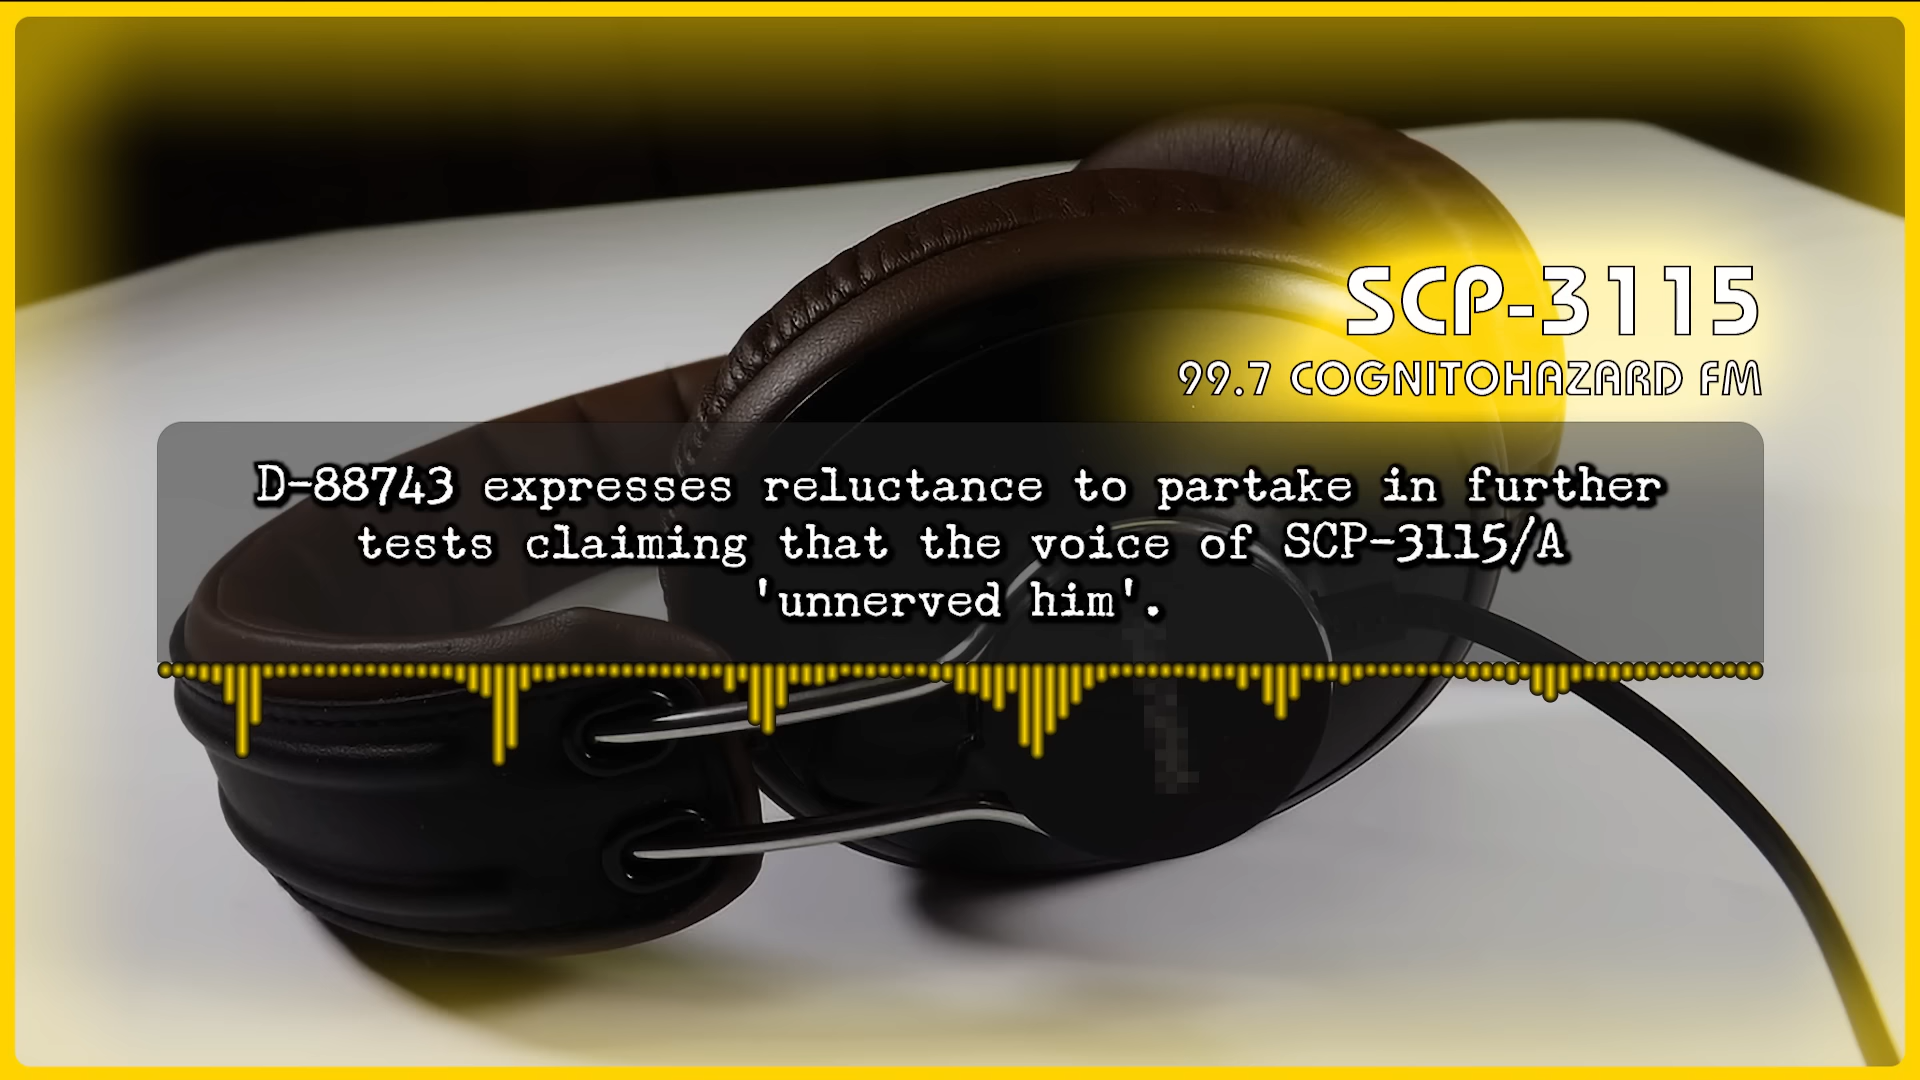 SCP-3115
99.7 COGNITOHAZARD FM
D-88743 expresses reluctance to partake in further
tests claiming that the voice of SCP-3115/A
'unnerved him'.